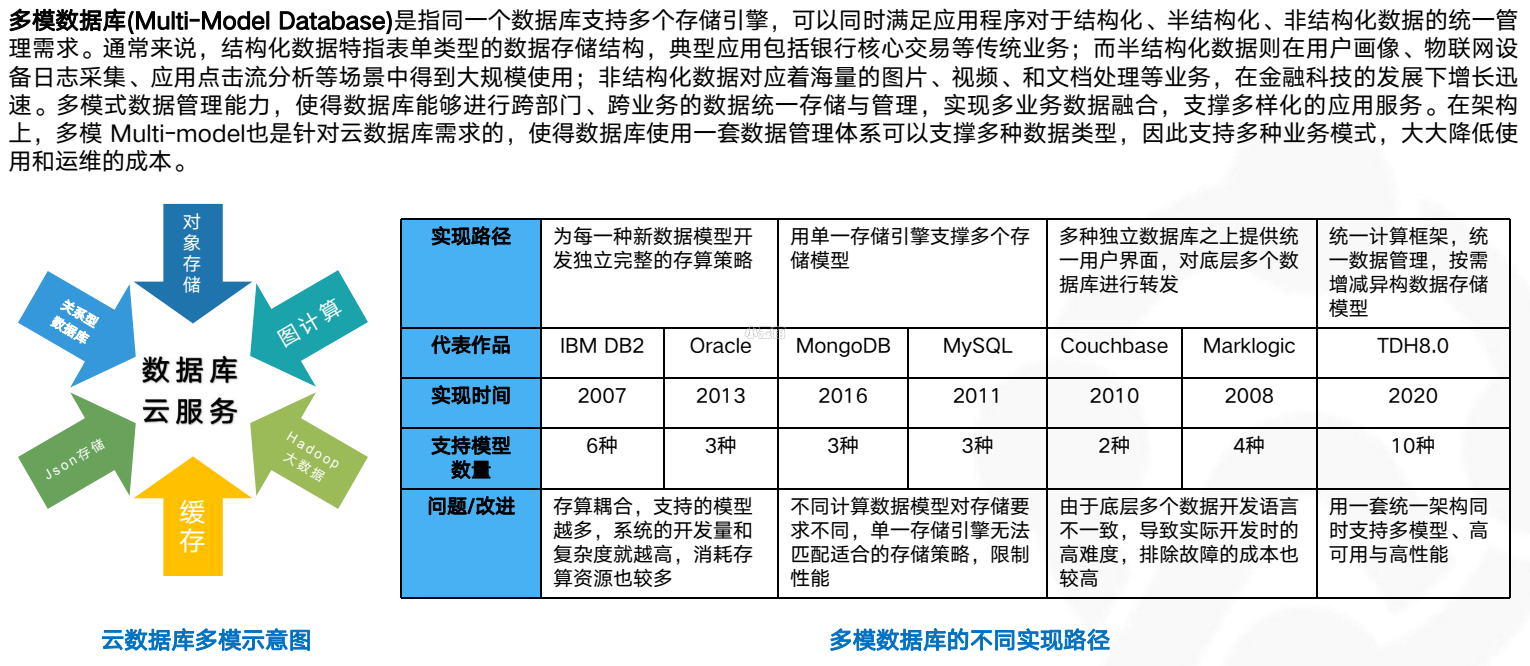 多模数据库(Multi-Model Database)是指同一个数据库支持多个存储引擎，可以同时满足应用程序对于结构化、半结构化、非结构化数据的统一管
理需求。通常来说，结构化数据特指表单类型的数据存储结构，典型应用包括银行核心交易等传统业务；而半结构化数据则在用户画像、物联网设
备日志采集、应用点击流分析等场景中得到大规模使用；非结构化数据对应着海量的图片、视频、和文档处理等业务，在金融科技的发展下增长迅
速。多模式数据管理能力，使得数据库能够进行跨部门、跨业务的数据统一存储与管理，实现多业务数据融合，支撑多样化的应用服务。在架构
上，多模 Multi-model也是针对云数据库需求的，使得数据库使用一套数据管理体系可以支撑多种数据类型，因此支持多种业务模式，大大降低使
用和运维的成本。
对象存储
关系型
数据库
图计算
数据库
云服务
Json存储
Hadoop
大数据
缓存
云数据库多模示意图
实现路径
为每一种新数据模型开
发独立完整的存算策略
用单一存储引擎支撑多个存
储模型
多种独立数据库之上提供统
一用户界面，对底层多个数
据库进行转发
统一计算框架，统
一数据管理，按需
增减异构数据存储
模型
代表作品 IBM DB2 Oracle MongoDB MySQL Couchbase Marklogic TDH8.0
实现时间 2007 2013 2016 2011 2010 2008 2020
支持模型
数量
6种 3种 3种 3种 2种 4种 10种
问题/改进
存算耦合，支持的模型
越多，系统的开发量和
复杂度就越高，消耗存
算资源也较多
不同计算数据模型对存储要
求不同，单一存储引擎无法
匹配适合的存储策略，限制
性能
由于底层多个数据开发语言
不一致，导致实际开发时的
高难度，排除故障的成本也
较高
用一套统一架构同
时支持多模型、高
可用与高性能
多模数据库的不同实现路径